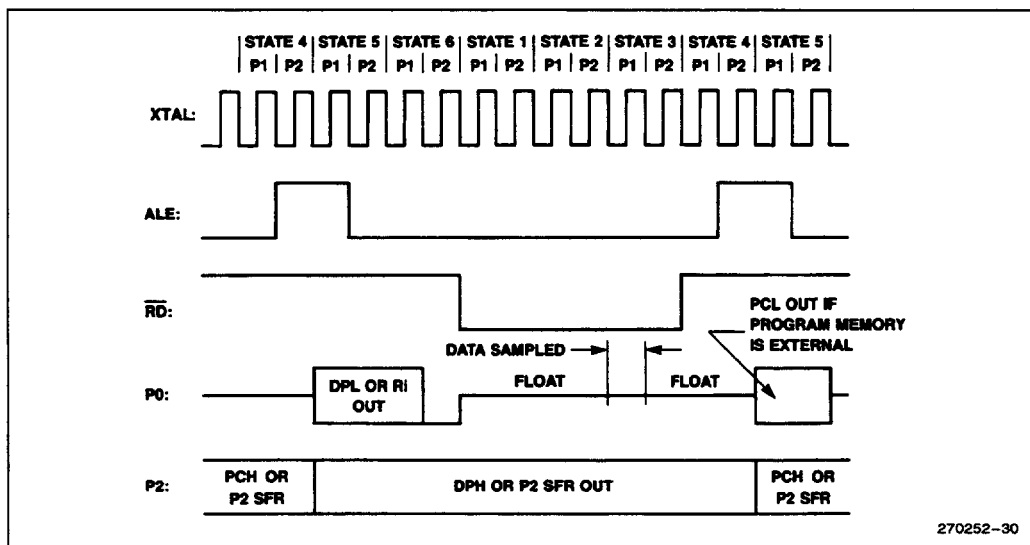 STATE 4 | STATE 5 | STATE 6 | STATE 1 | STATE 2 | STATE 3 | STATE 4 | STATE 5
P1 | P2 | P1 | P2 | P1 | P2 | P1 | P2 | P1 | P2 | P1 | P2 | P1 | P2 | P1 | P2
XTAL:
ALE:
RD:
PCL OUT IF
PROGRAM MEMORY
IS EXTERNAL
DATA SAMPLED
P0:
DPL OR Ri
OUT
FLOAT
FLOAT
P2:
PCH OR
P2 SFR
DPH OR P2 SFR OUT
PCH OR
P2 SFR
270252-30